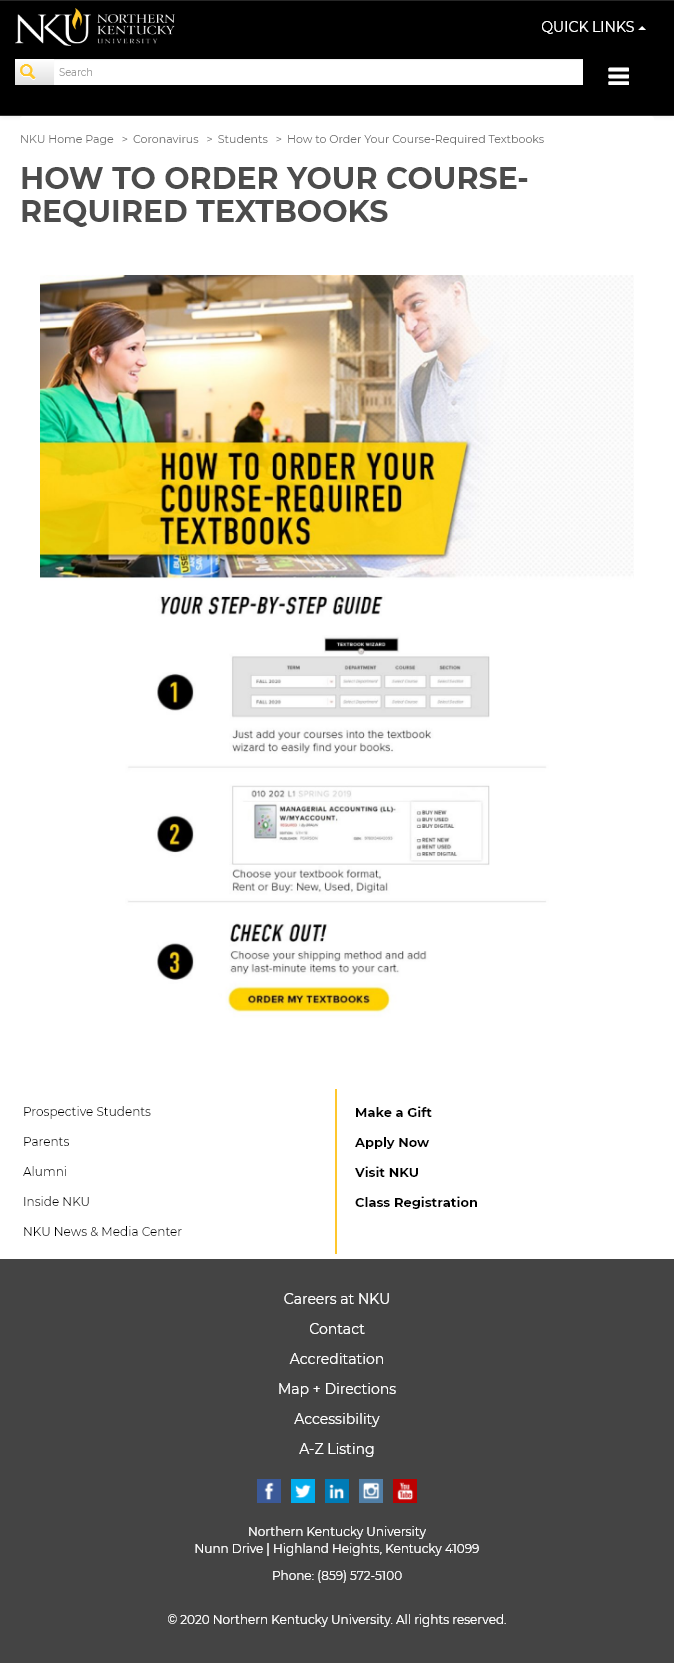 NKU NORTHERN KENTUCKY UNIVERSITY
QUICK LINKS
Search
NKU Home Page > Coronavirus > Students > How to Order Your Course-Required Textbooks
HOW TO ORDER YOUR COURSE-
REQUIRED TEXTBOOKS
HOW TO ORDER YOUR
COURSE-REQUIRED
TEXTBOOKS
YOUR STEP-BY-STEP GUIDE
TEXTBOOK WIZARD
TERM DEPARTMENT COURSE SECTION
FALL 2020 Select Department Select Course Select Section
FALL 2020 Select Department Select Course Select Section
1
Just add your courses into the textbook
wizard to easily find your books.
010 202 L1 SPRING 2019
MANAGERIAL ACCOUNTING (LL)-
W/MYACCOUNT.
BUY NEW
BUY USED
BUY DIGITAL
RENT NEW
RENT USED
RENT DIGITAL
2
Choose your textbook format,
Rent or Buy: New, Used, Digital
CHECK OUT!
3
Choose your shipping method and add
any last-minute items to your cart.
ORDER MY TEXTBOOKS
Prospective Students
Parents
Alumni
Inside NKU
NKU News & Media Center
Make a Gift
Apply Now
Visit NKU
Class Registration
Careers at NKU
Contact
Accreditation
Map + Directions
Accessibility
A-Z Listing
Northern Kentucky University
Nunn Drive | Highland Heights, Kentucky 41099
Phone: (859) 572-5100
© 2020 Northern Kentucky University. All rights reserved.